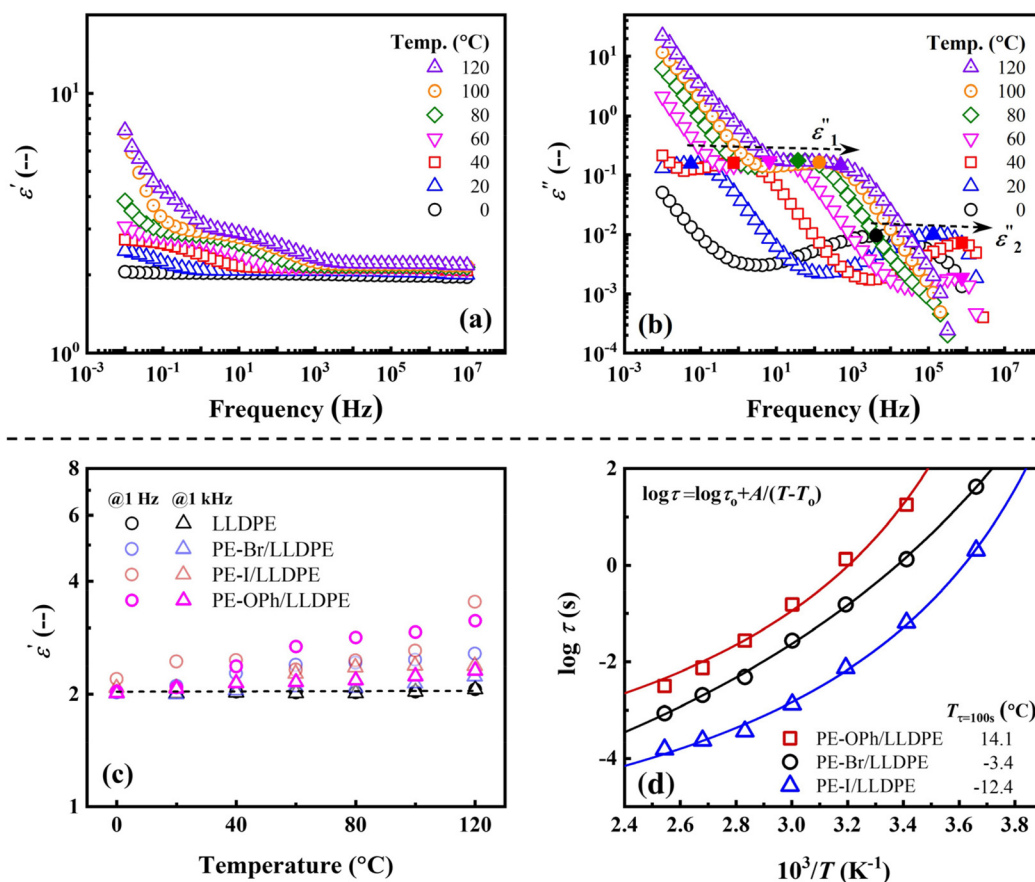 Temp. (°C)
120
100
80
60
40
20
0
(a)
10¹
10⁰
ε' (--)
10⁻³ 10⁻¹ 10¹ 10³ 10⁵ 10⁷
Frequency (Hz)
Temp. (°C)
120
100
80
60
40
20
0
ε''₁
ε''₂
(b)
10¹
10⁰
10⁻¹
10⁻²
10⁻³
10⁻⁴
ε'' (--)
10⁻³ 10⁻¹ 10¹ 10³ 10⁵ 10⁷
Frequency (Hz)
@1 Hz @1 kHz
LLDPE
PE-Br/LLDPE
PE-I/LLDPE
PE-OPh/LLDPE
(c)
8
6
4
2
1
ε' (--)
0 40 80 120
Temperature (°C)
log τ=log τₒ+A/(T-Tₒ)
2
0
-2
-4
log τ (s)
Tτ=100s (°C)
PE-OPh/LLDPE 14.1
PE-Br/LLDPE -3.4
PE-I/LLDPE -12.4
(d)
2.4 2.6 2.8 3.0 3.2 3.4 3.6 3.8
10³/T (K⁻¹)